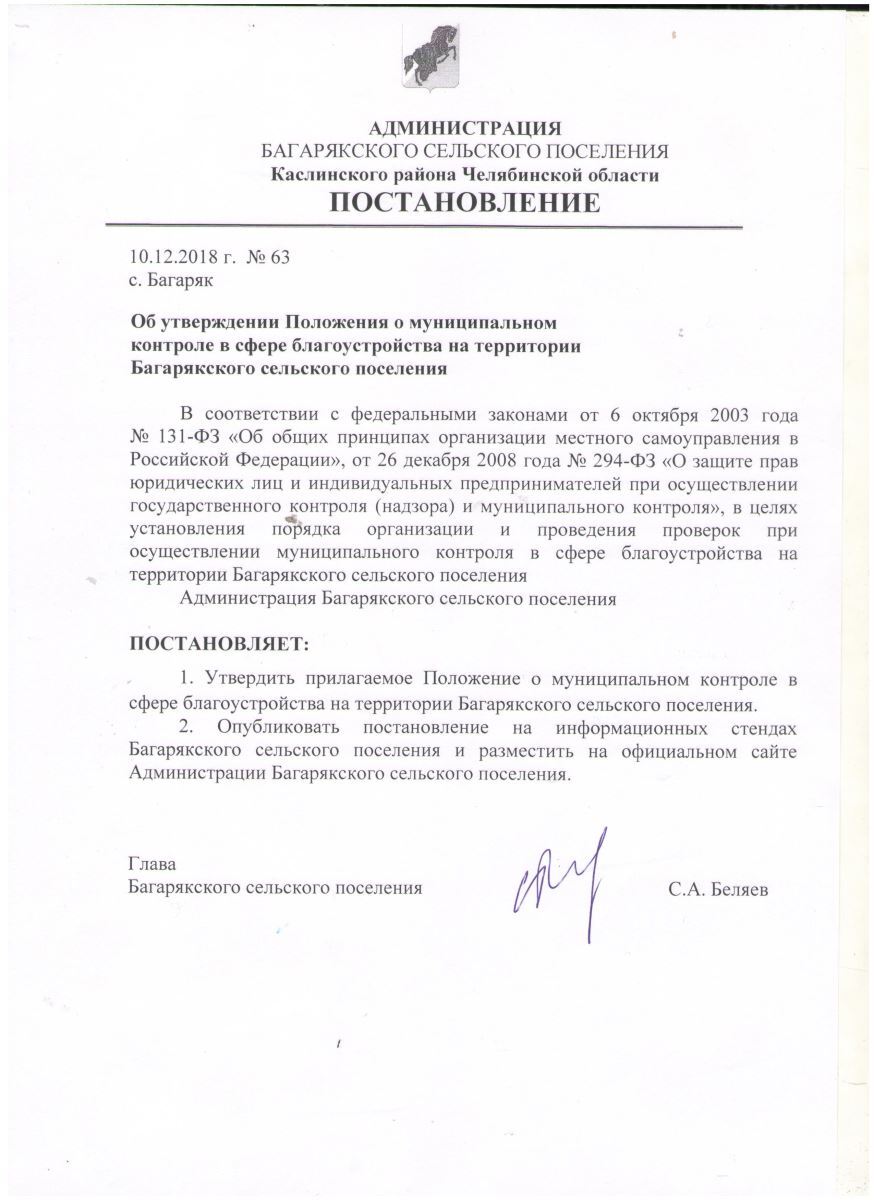 АДМИНИСТРАЦИЯ
БАГАРЯКСКОГО СЕЛЬСКОГО ПОСЕЛЕНИЯ
Каслинского района Челябинской области
ПОСТАНОВЛЕНИЕ
10.12.2018 г. № 63
с. Багаряк
Об утверждении Положения о муниципальном
контроле в сфере благоустройства на территории
Багарякского сельского поселения
В соответствии с федеральными законами от 6 октября 2003 года
№ 131-ФЗ «Об общих принципах организации местного самоуправления в
Российской Федерации», от 26 декабря 2008 года № 294-ФЗ «О защите прав
юридических лиц и индивидуальных предпринимателей при осуществлении
государственного контроля (надзора) и муниципального контроля», в целях
установления порядка организации и проведения проверок при
осуществлении муниципального контроля в сфере благоустройства на
территории Багарякского сельского поселения
Администрация Багарякского сельского поселения
ПОСТАНОВЛЯЕТ:
1. Утвердить прилагаемое Положение о муниципальном контроле в
сфере благоустройства на территории Багарякского сельского поселения.
2. Опубликовать постановление на информационных стендах
Багарякского сельского поселения и разместить на официальном сайте
Администрации Багарякского сельского поселения.
Глава
Багарякского сельского поселения С.А. Беляев